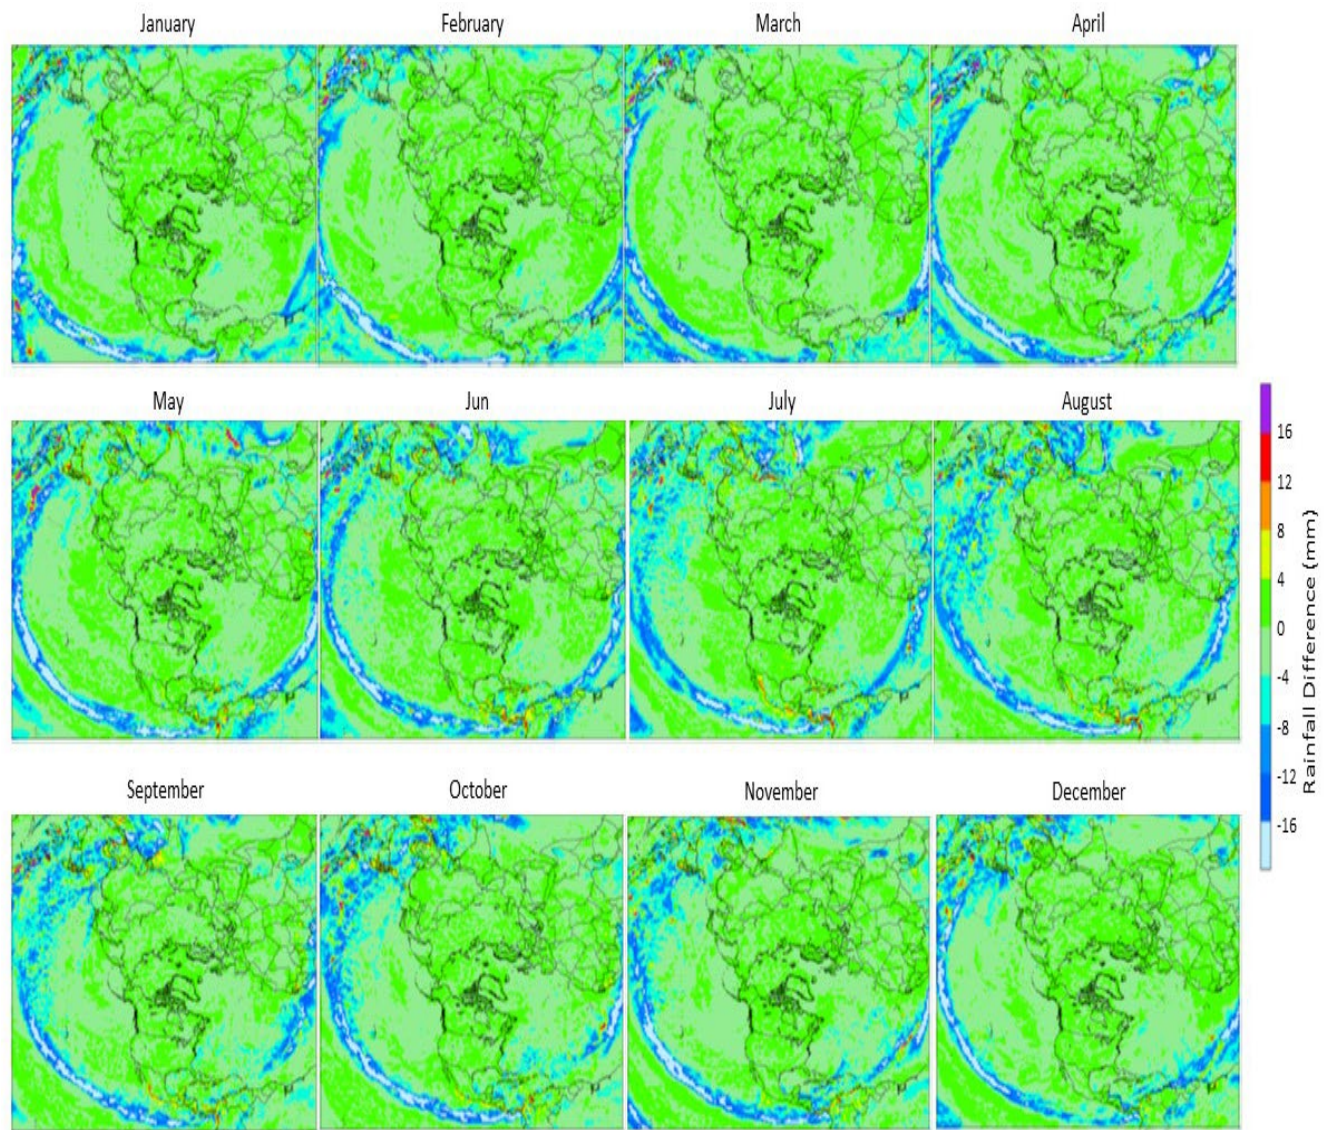 January
February
March
April
May
Jun
July
August
16
12
8
4
0
-4
-8
-12
-16
Rainfall Difference (mm)
September
October
November
December